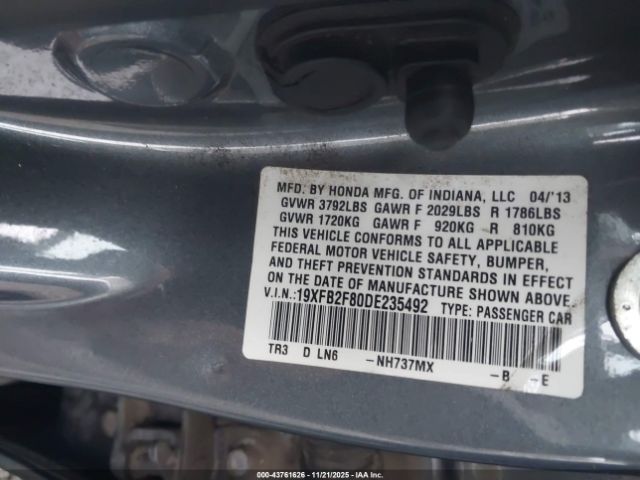 MFD. BY HONDA MFG. OF INDIANA, LLC 04/'13
GVWR 3792LBS GAWR F 2029LBS R 1786LBS
GVWR 1720KG GAWR F 920KG R 810KG
THIS VEHICLE CONFORMS TO ALL APPLICABLE
FEDERAL MOTOR VEHICLE SAFETY, BUMPER,
AND THEFT PREVENTION STANDARDS IN EFFECT
ON THE DATE OF MANUFACTURE SHOWN ABOVE.
V.I.N.:19XFB2F80DE235492 TYPE: PASSENGER CAR
TR3 D LN6 -NH737MX -B -E
000-43761626 - 11/21/2025 - IAAI.COM